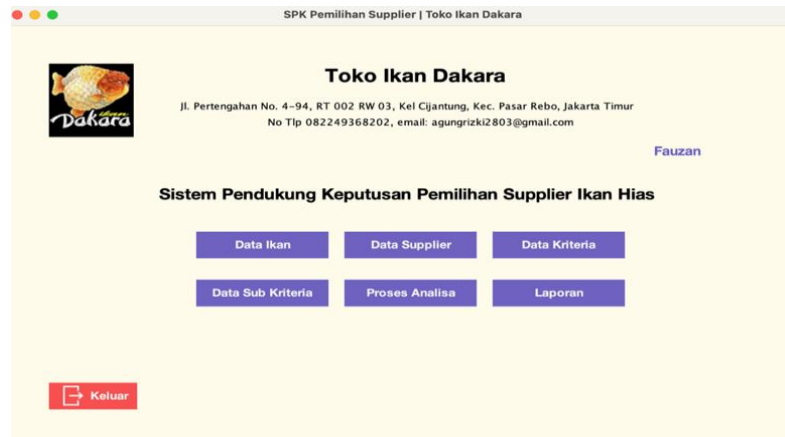 SPK Pemilihan Supplier | Toko Ikan Dakara
Toko Ikan Dakara
Jl. Pertengahan No. 4-94, RT 002 RW 03, Kel Cijantung, Kec. Pasar Rebo, Jakarta Timur
No Tlp 082249368202, email: agungrizki2803@gmail.com
ikan
Dakara
Fauzan
Sistem Pendukung Keputusan Pemilihan Supplier Ikan Hias
Data Ikan
Data Supplier
Data Kriteria
Data Sub Kriteria
Proses Analisa
Laporan
Keluar